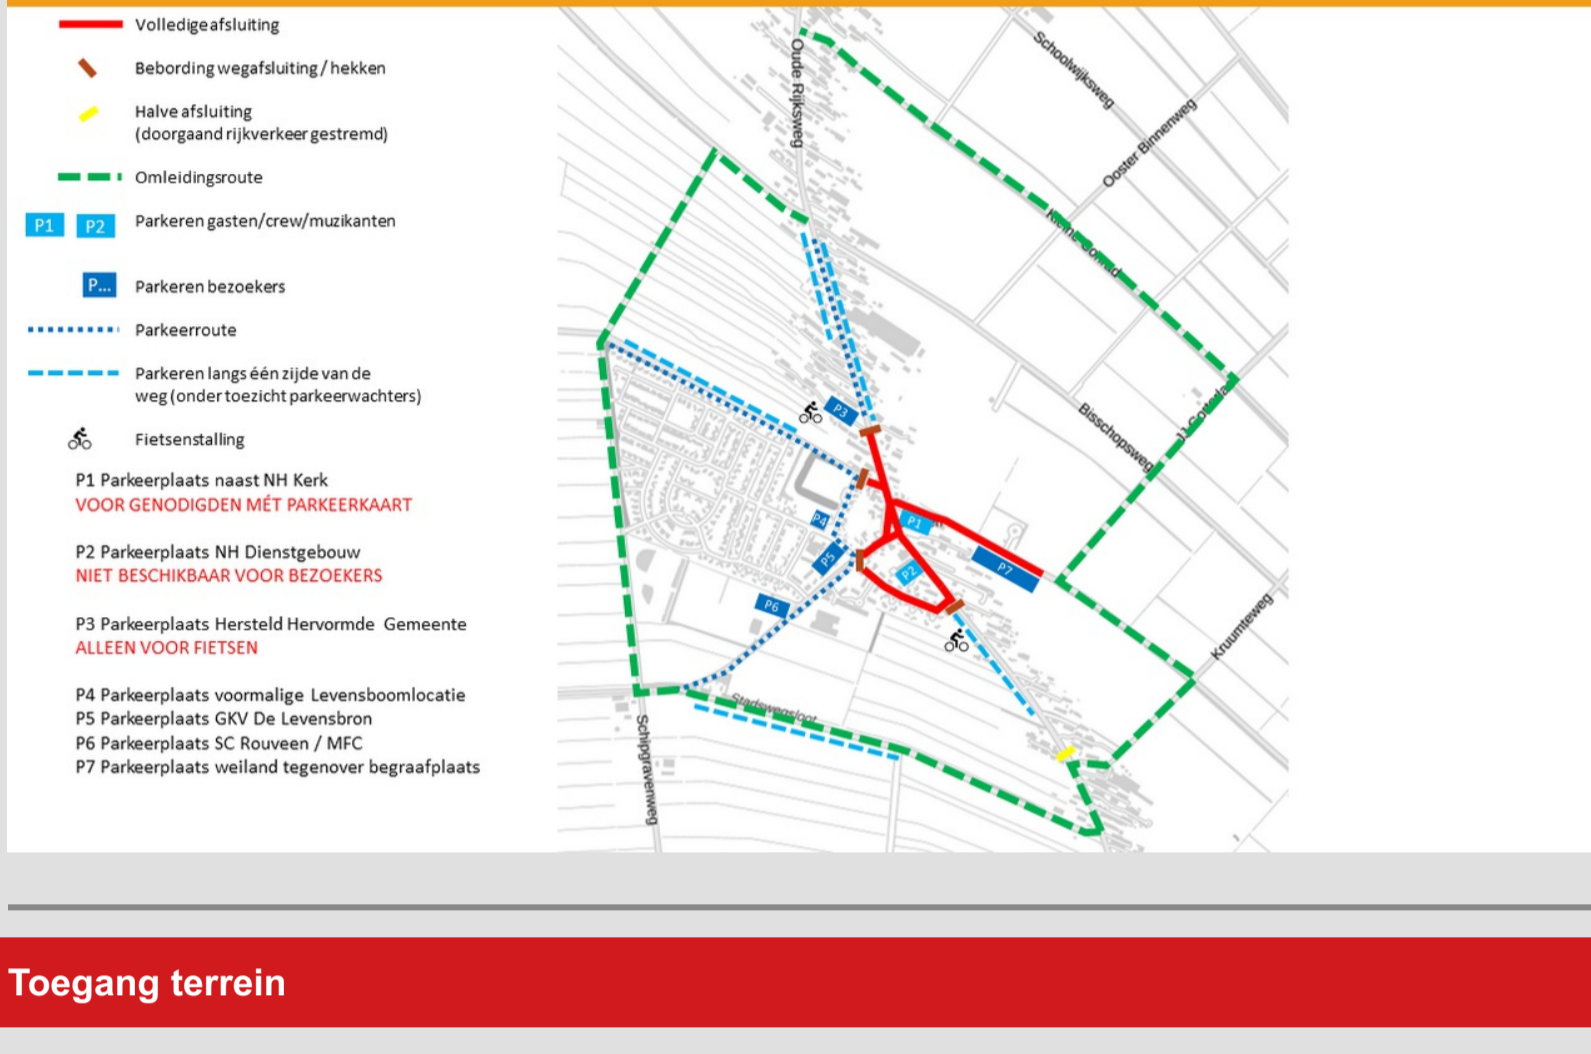 Volledige afsluiting
Bebording wegafsluiting / hekken
Halve afsluiting
(doorgaand rijkverkeer gestremd)
Omleidingsroute
P1 P2 Parkeren gasten/crew/muzikanten
P... Parkeren bezoekers
Parkeerroute
Parkeren langs één zijde van de
weg (onder toezicht parkeerwachters)
Fietsenstalling
P1 Parkeerplaats naast NH Kerk
VOOR GENODIGDEN MÉT PARKEERKAART
P2 Parkeerplaats NH Dienstgebouw
NIET BESCHIKBAAR VOOR BEZOEKERS
P3 Parkeerplaats Hersteld Hervormde Gemeente
ALLEEN VOOR FIETSEN
P4 Parkeerplaats voormalige Levensboomlocatie
P5 Parkeerplaats GKV De Levensbron
P6 Parkeerplaats SC Rouveen / MFC
P7 Parkeerplaats weiland tegenover begraafplaats
Oude Rijksweg
Schoolwijksweg
Ooster Binnenweg
Bisschopsweg
Kruumteweg
Stadswegsloot
Schipgravenweg
P3
P4
P1
P5
P2
P7
P6
Toegang terrein